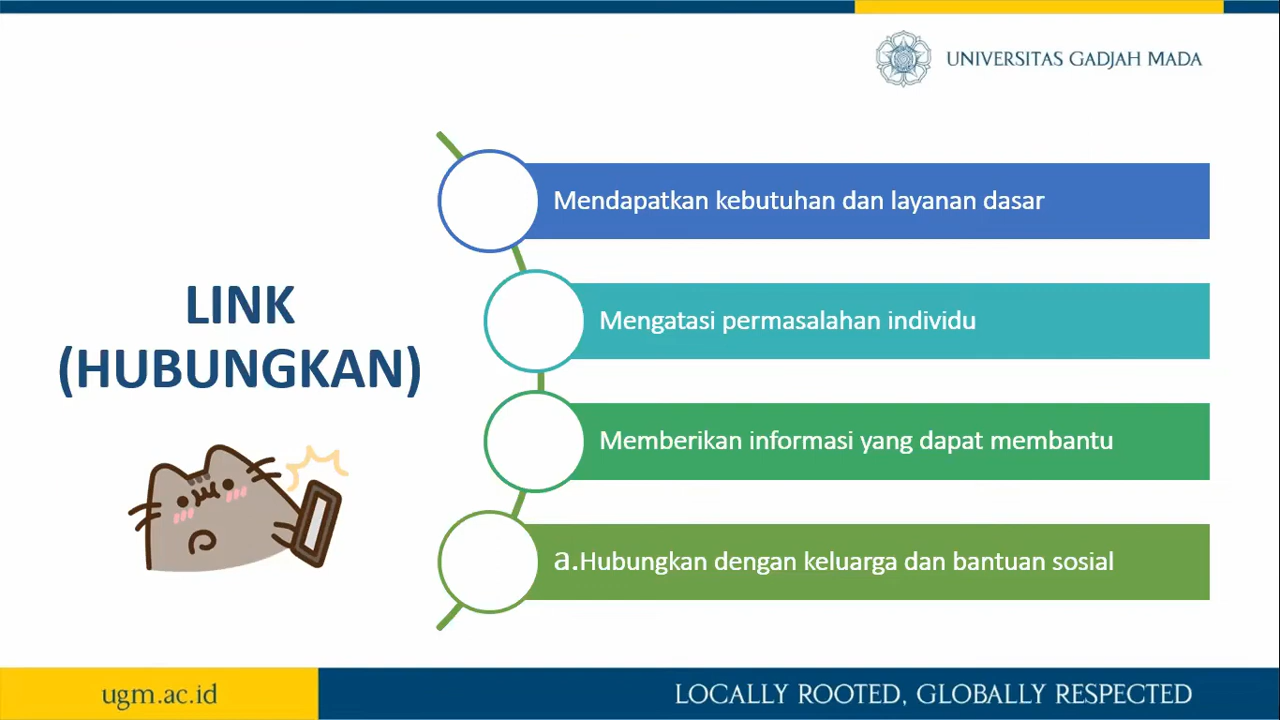 UNIVERSITAS GADJAH MADA
LINK
(HUBUNGKAN)
Mendapatkan kebutuhan dan layanan dasar
Mengatasi permasalahan individu
Memberikan informasi yang dapat membantu
a.Hubungkan dengan keluarga dan bantuan sosial
ugm.ac.id
LOCALLY ROOTED, GLOBALLY RESPECTED